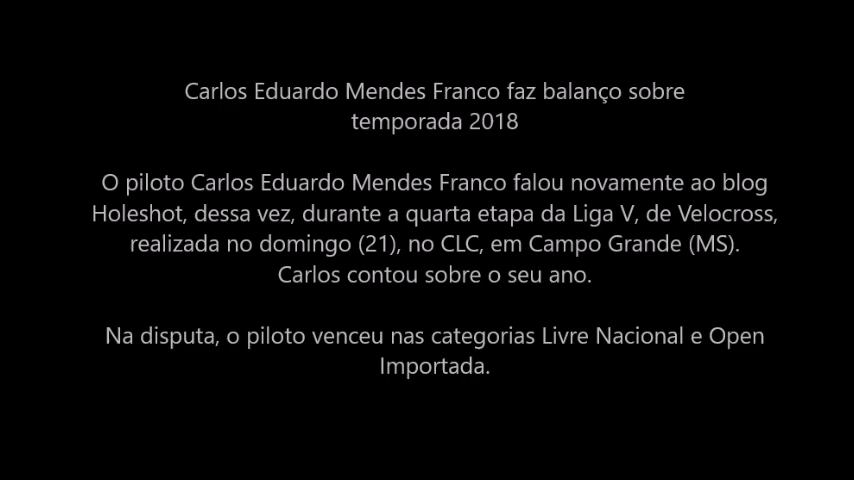 Carlos Eduardo Mendes Franco faz balanço sobre
temporada 2018
O piloto Carlos Eduardo Mendes Franco falou novamente ao blog
Holeshot, dessa vez, durante a quarta etapa da Liga V, de Velocross,
realizada no domingo (21), no CLC, em Campo Grande (MS).
Carlos contou sobre o seu ano.
Na disputa, o piloto venceu nas categorias Livre Nacional e Open
Importada.